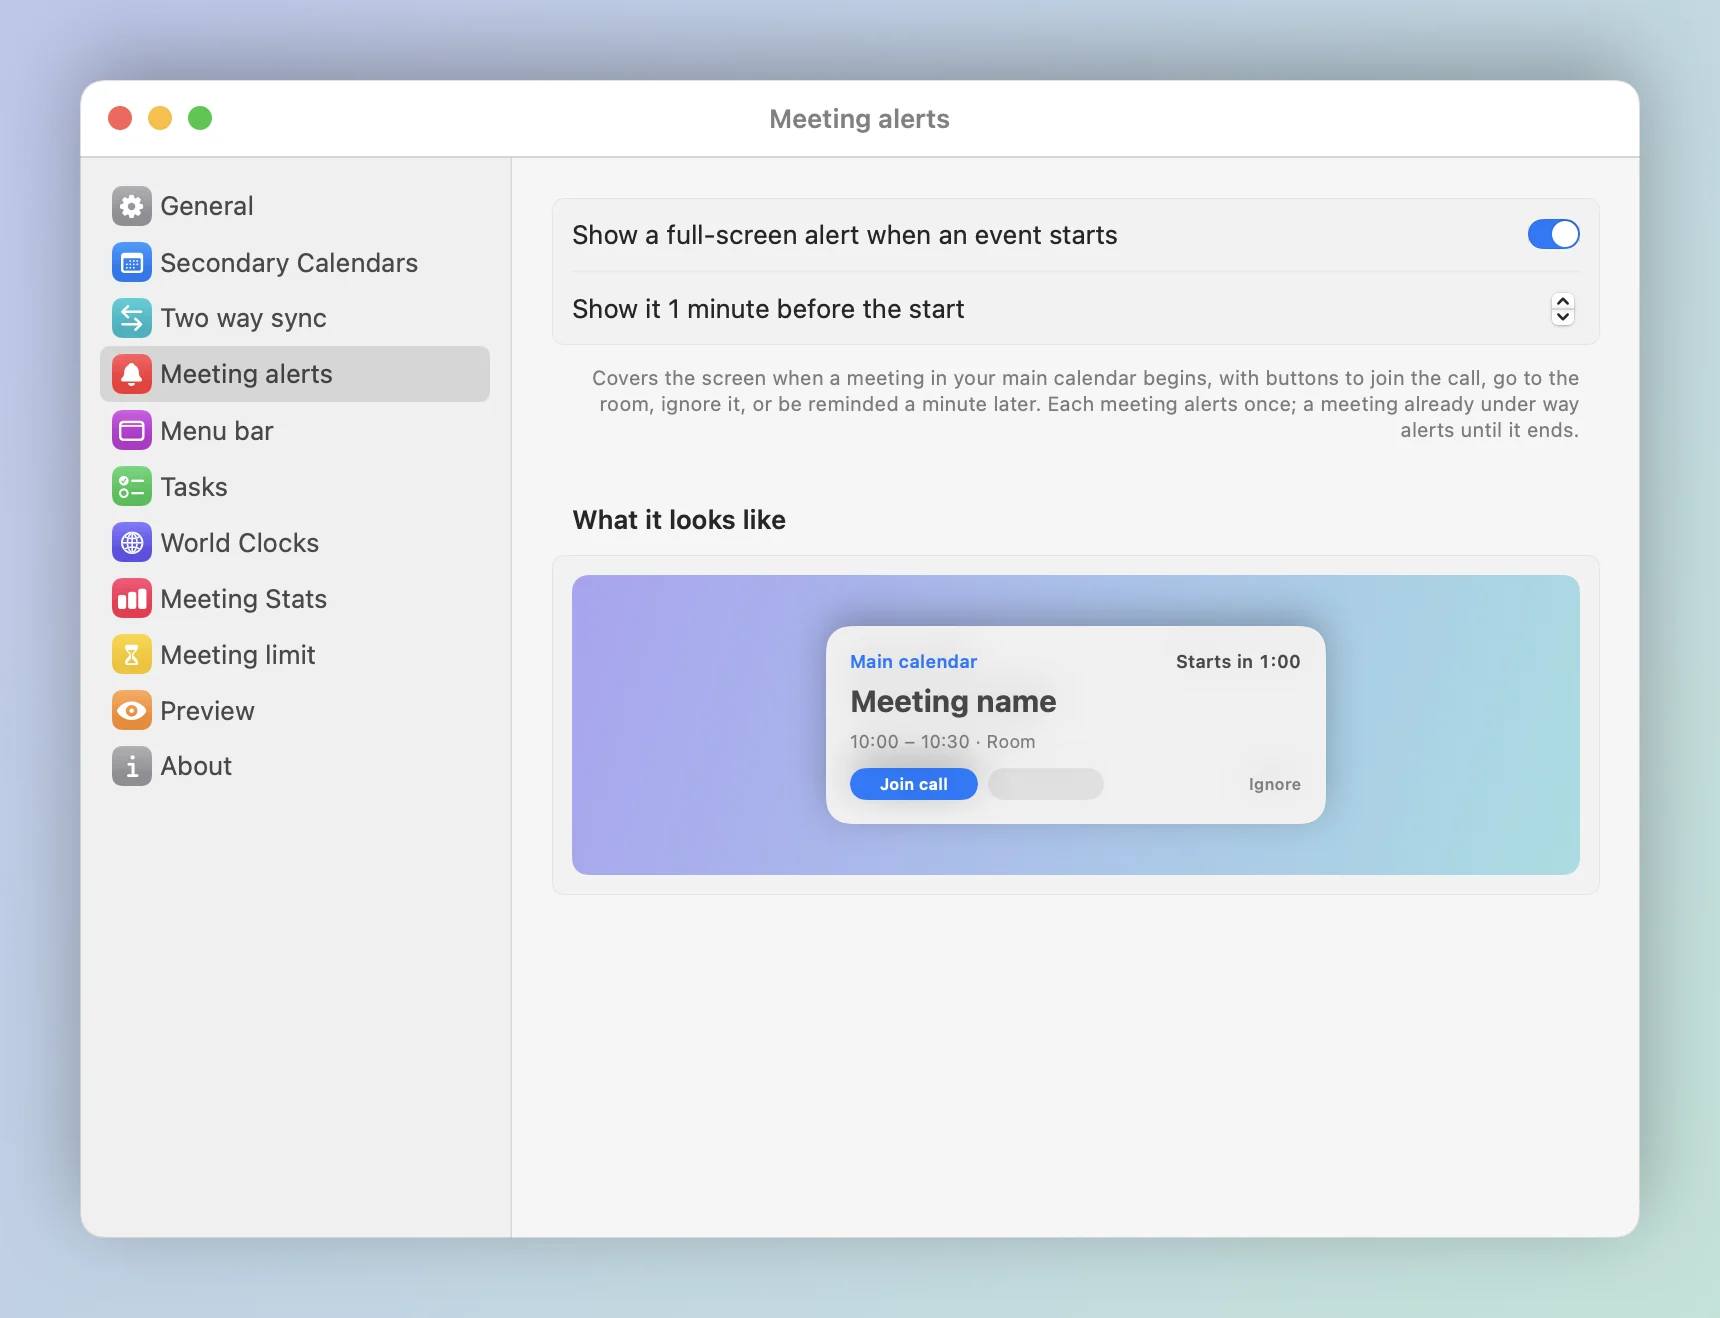 Meeting alerts
General
Secondary Calendars
Two way sync
Meeting alerts
Menu bar
Tasks
World Clocks
Meeting Stats
Meeting limit
Preview
About
Show a full-screen alert when an event starts
Show it 1 minute before the start
Covers the screen when a meeting in your main calendar begins, with buttons to join the call, go to the
room, ignore it, or be reminded a minute later. Each meeting alerts once; a meeting already under way
alerts until it ends.
What it looks like
Main calendar
Starts in 1:00
Meeting name
10:00 – 10:30 · Room
Join call
Ignore